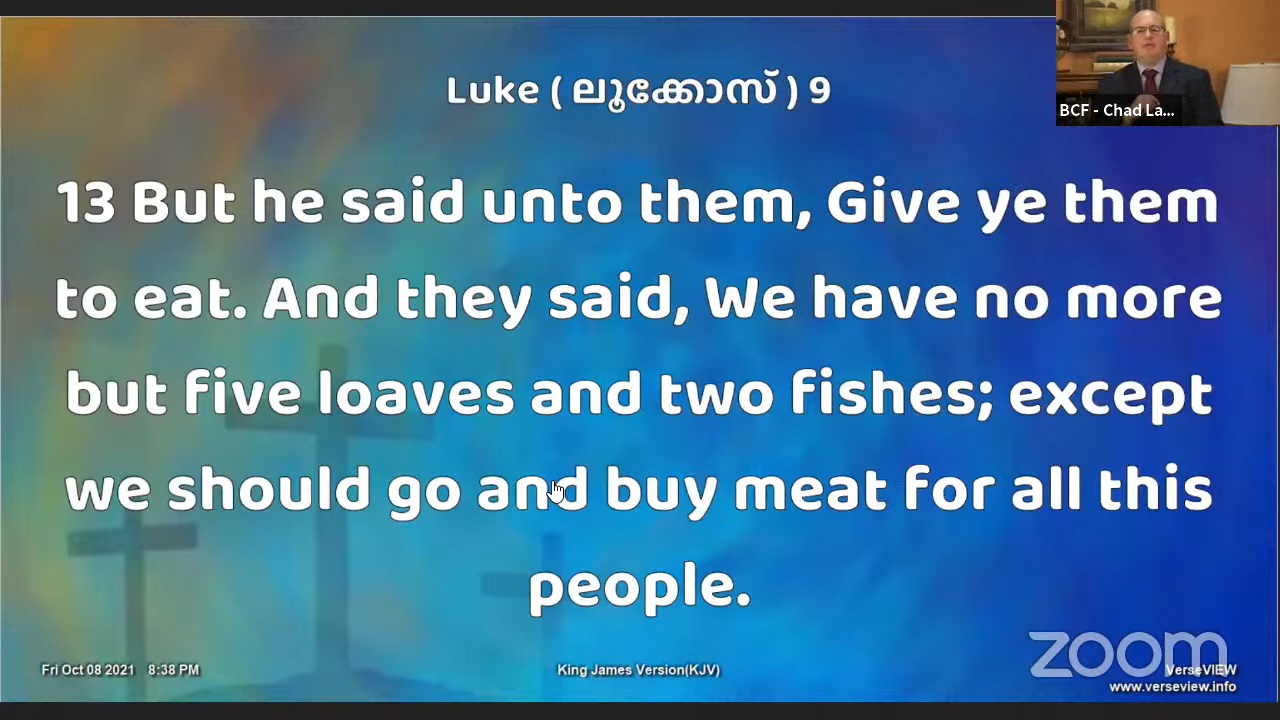 Luke ( ലൂക്കോസ് ) 9
BCF - Chad La...
13 But he said unto them, Give ye them
to eat. And they said, We have no more
but five loaves and two fishes; except
we should go and buy meat for all this
people.
zoom
Fri Oct 08 2021 8:38 PM
King James Version(KJV)
VerseVIEW
www.verseview.info